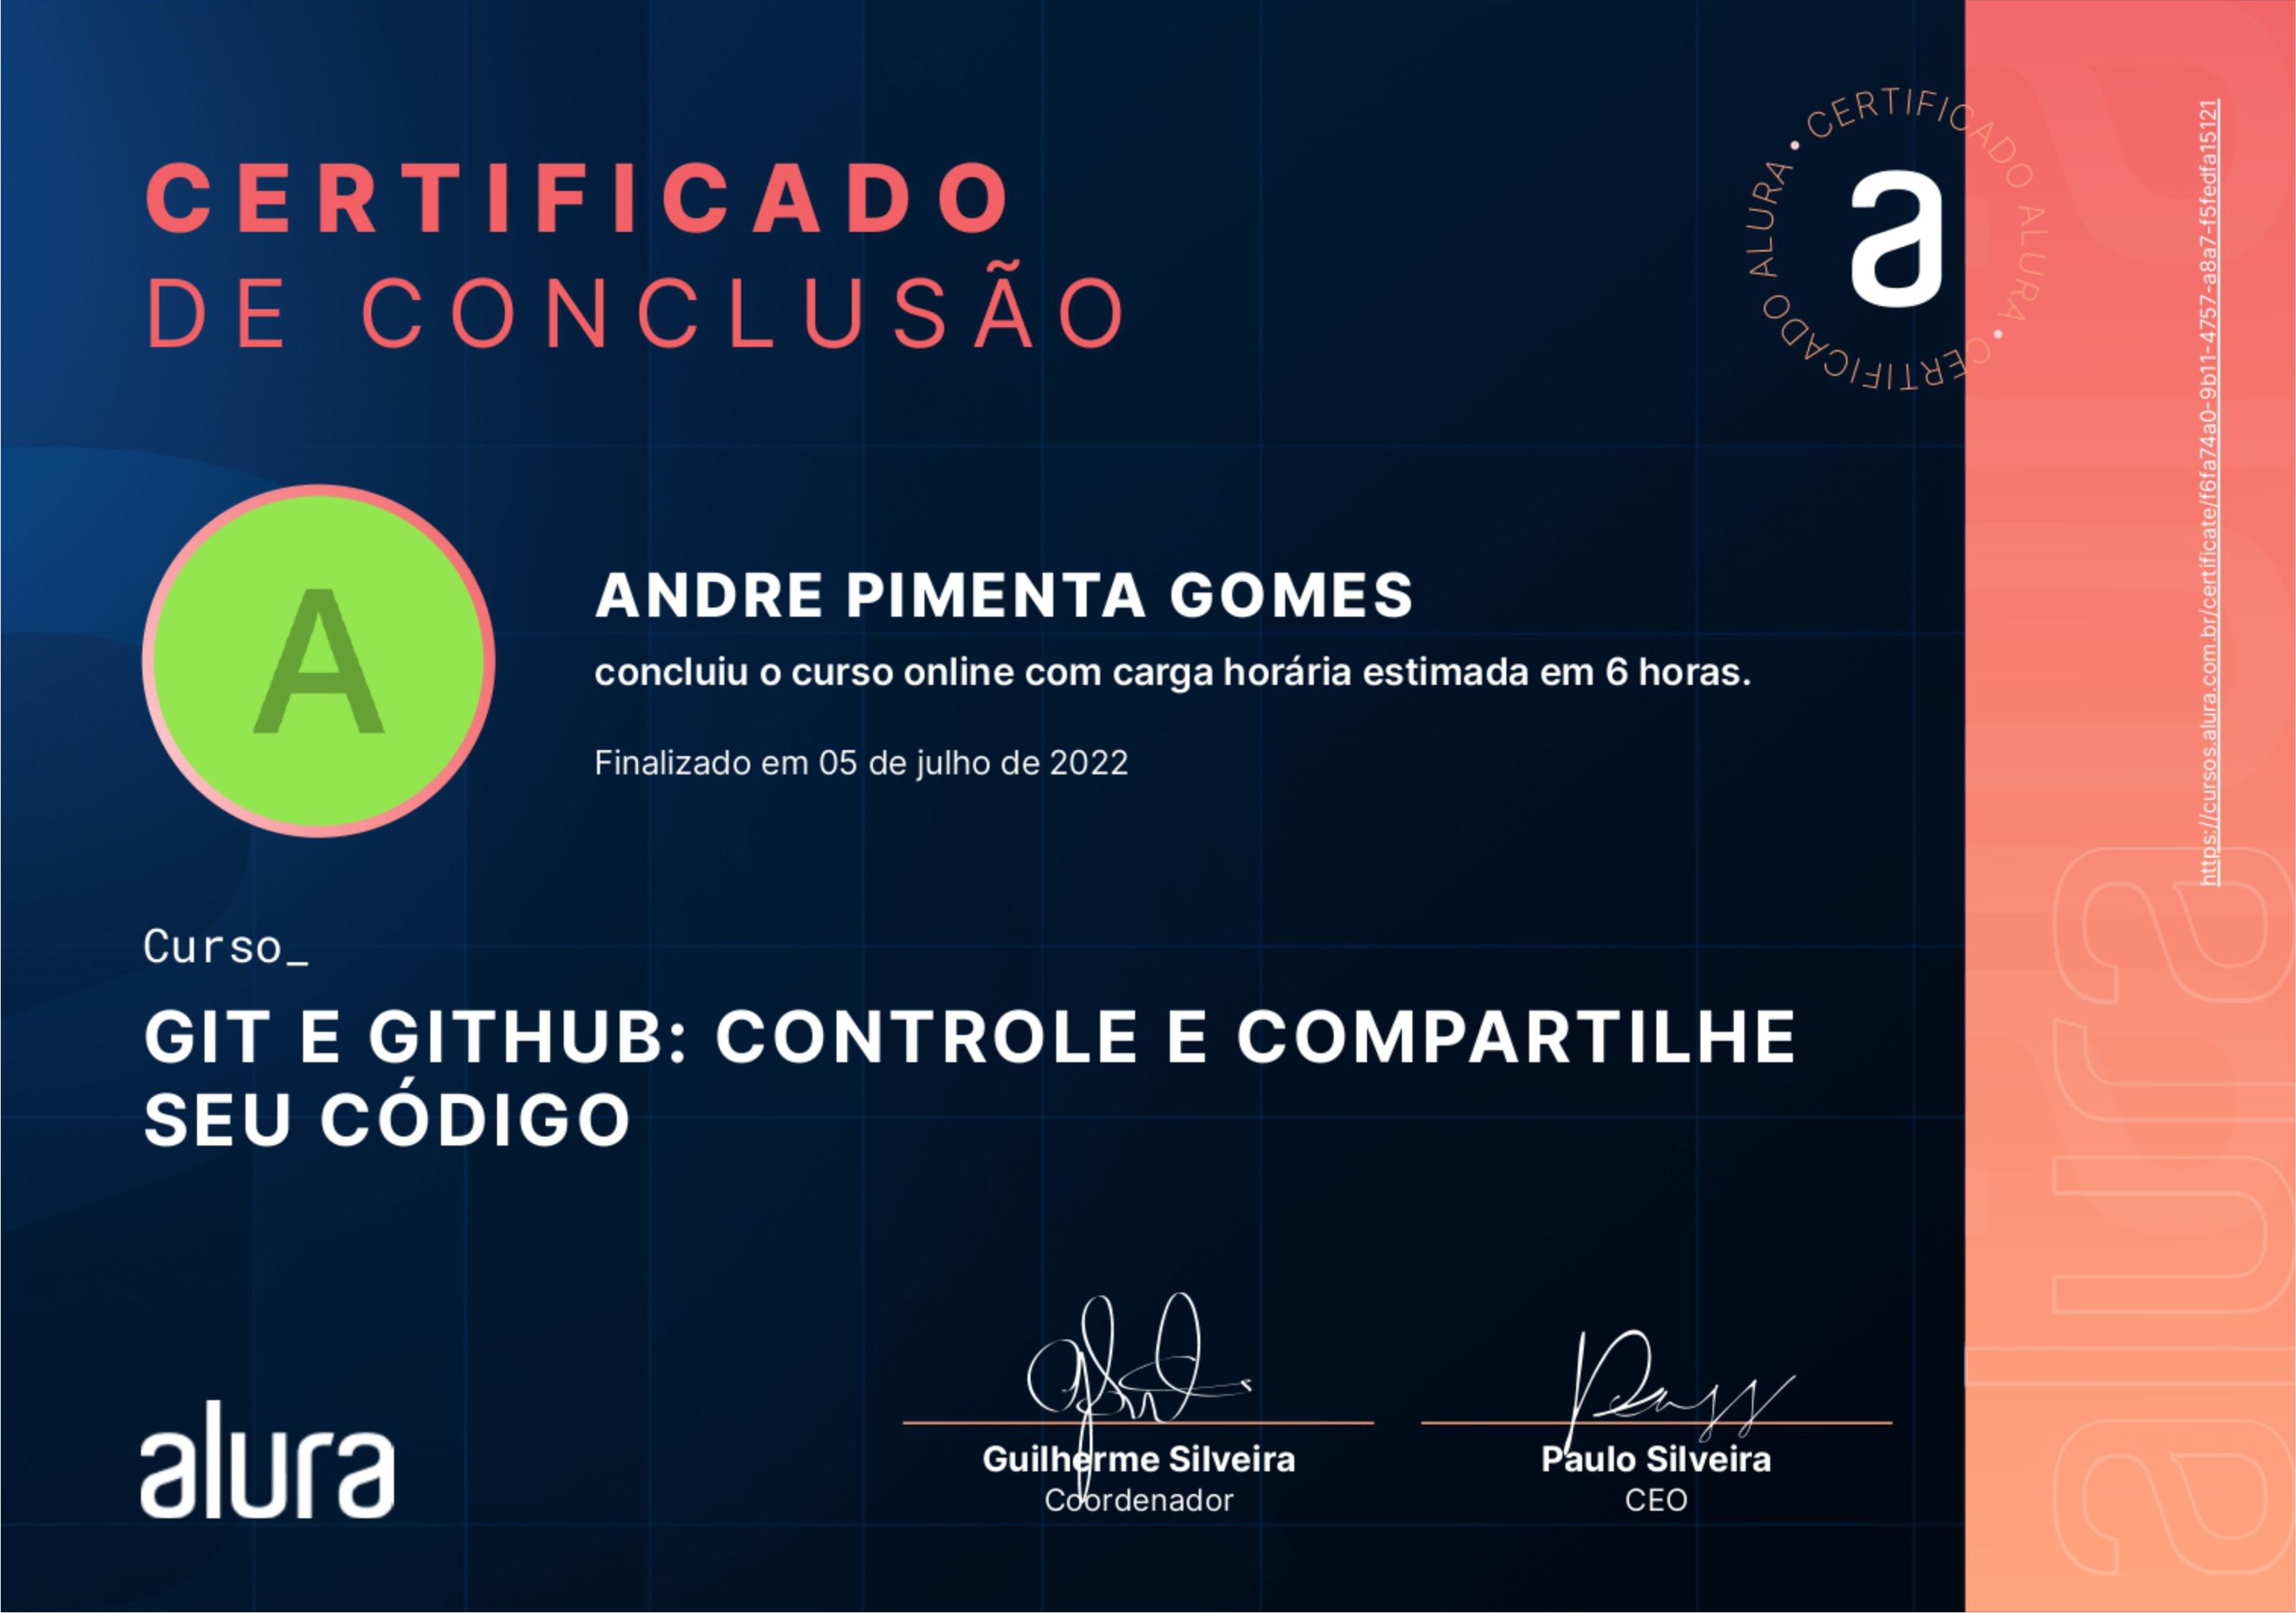 CERTIFICADO
DE CONCLUSÃO
• CERTIFICADO ALURA • CERTIFICADO ALURA
a
https://cursos.alura.com.br/certificate/f6fa74a0-9b11-4757-a8a7-f5fedfa15121
A
ANDRE PIMENTA GOMES
concluiu o curso online com carga horária estimada em 6 horas.
Finalizado em 05 de julho de 2022
Curso_
GIT E GITHUB: CONTROLE E COMPARTILHE
SEU CÓDIGO
alura
Guilherme Silveira
Coordenador
Paulo Silveira
CEO
alura